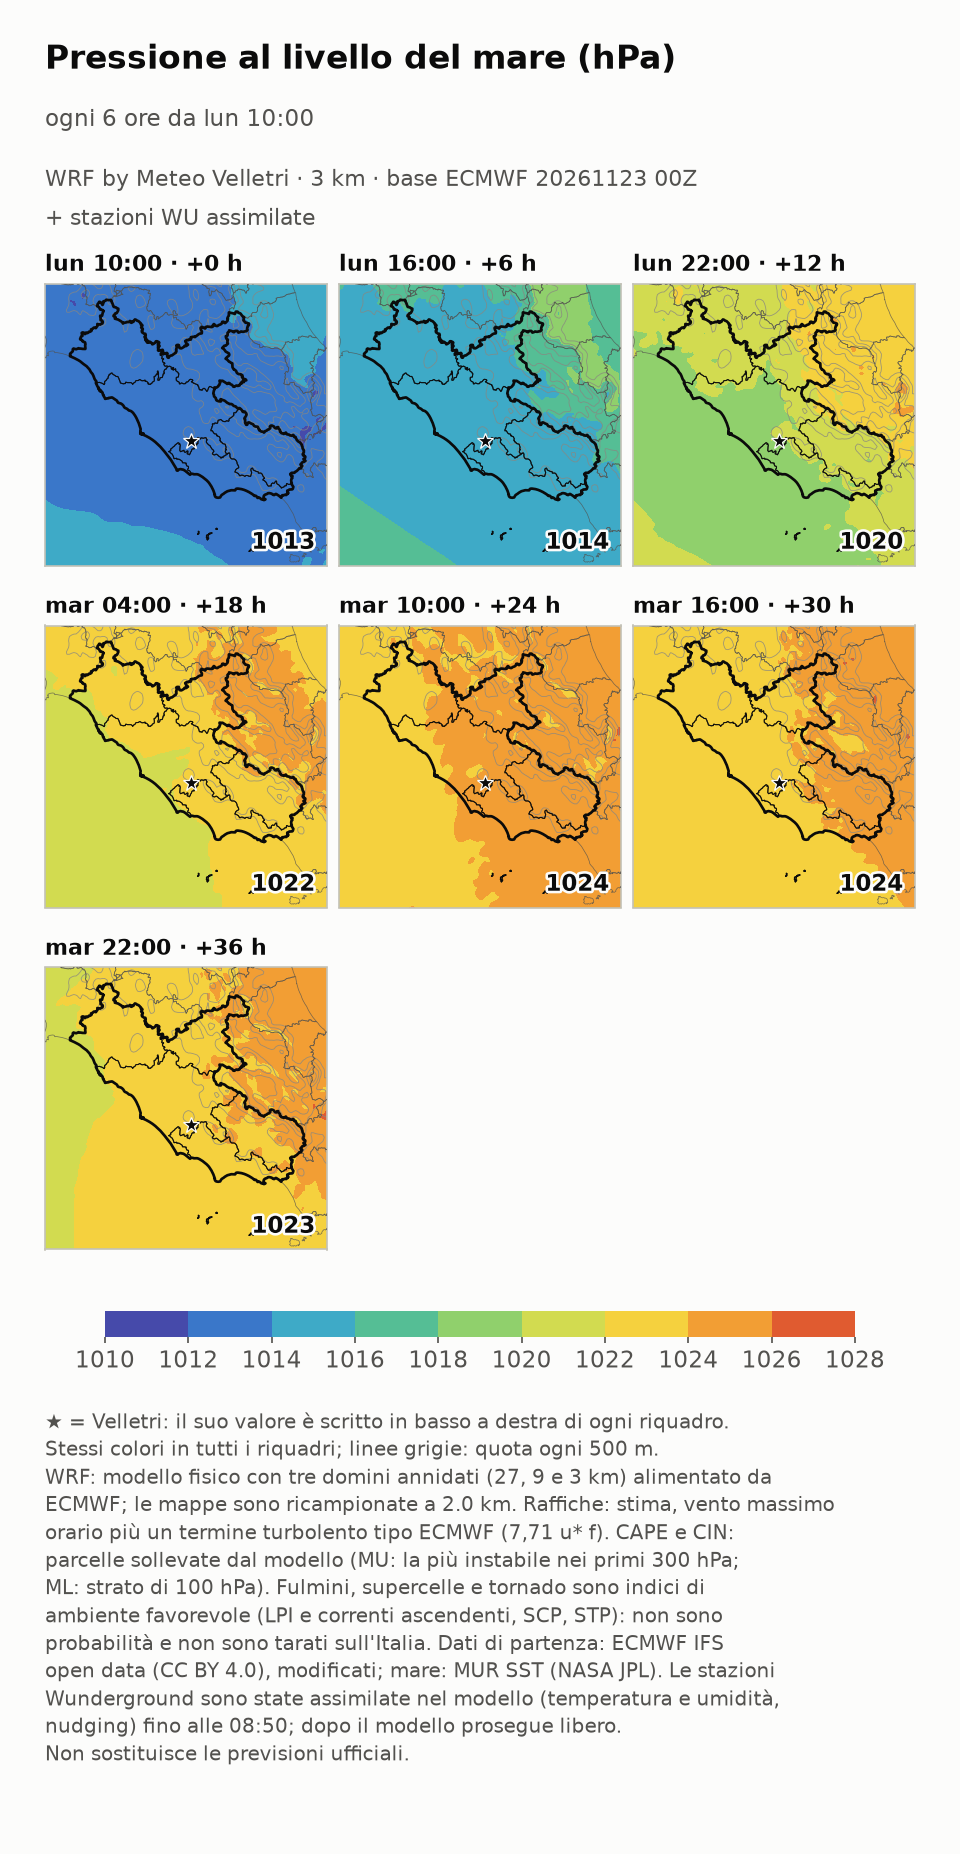 Pressione al livello del mare (hPa)
ogni 6 ore da lun 10:00
WRF by Meteo Velletri · 3 km · base ECMWF 20261123 00Z
+ stazioni WU assimilate
lun 10:00 · +0 h
lun 16:00 · +6 h
lun 22:00 · +12 h
1013
1014
1020
mar 04:00 · +18 h
mar 10:00 · +24 h
mar 16:00 · +30 h
1022
1024
1024
mar 22:00 · +36 h
1023
1010 1012 1014 1016 1018 1020 1022 1024 1026 1028
★ = Velletri: il suo valore è scritto in basso a destra di ogni riquadro.
Stessi colori in tutti i riquadri; linee grigie: quota ogni 500 m.
WRF: modello fisico con tre domini annidati (27, 9 e 3 km) alimentato da
ECMWF; le mappe sono ricampionate a 2.0 km. Raffiche: stima, vento massimo
orario più un termine turbolento tipo ECMWF (7,71 u* f). CAPE e CIN:
parcelle sollevate dal modello (MU: la più instabile nei primi 300 hPa;
ML: strato di 100 hPa). Fulmini, supercelle e tornado sono indici di
ambiente favorevole (LPI e correnti ascendenti, SCP, STP): non sono
probabilità e non sono tarati sull'Italia. Dati di partenza: ECMWF IFS
open data (CC BY 4.0), modificati; mare: MUR SST (NASA JPL). Le stazioni
Wunderground sono state assimilate nel modello (temperatura e umidità,
nudging) fino alle 08:50; dopo il modello prosegue libero.
Non sostituisce le previsioni ufficiali.